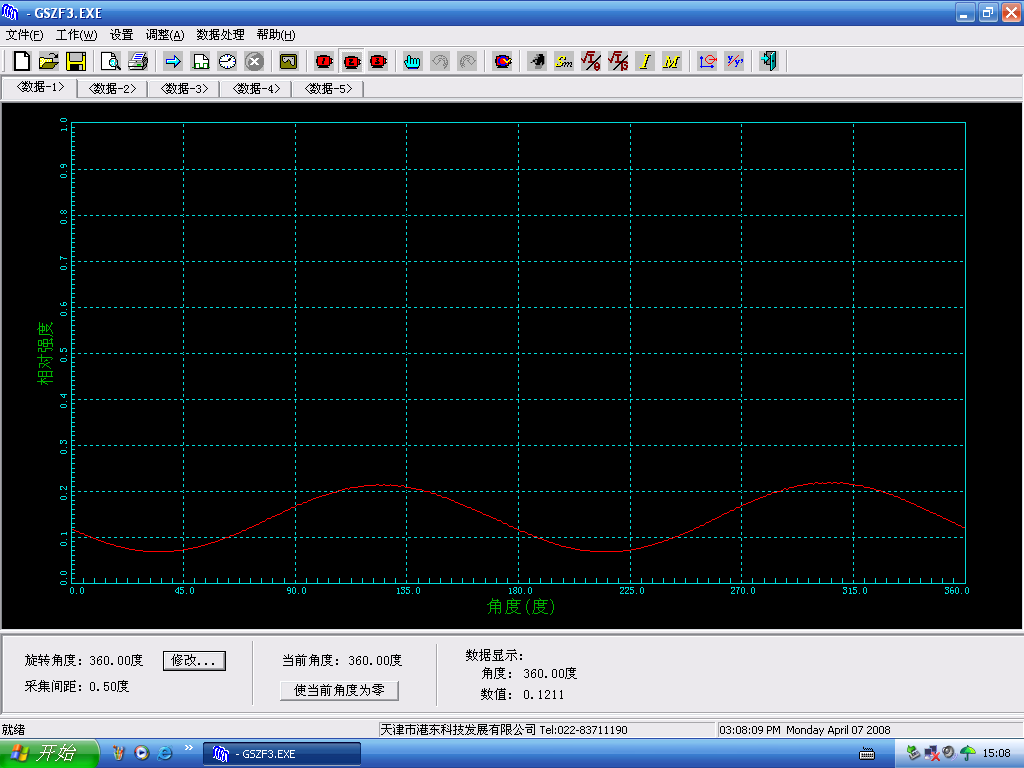 - GSZF3.EXE
文件(F) 工作(W) 设置 调整(A) 数据处理 帮助(H)
<数据-1> <数据-2> <数据-3> <数据-4> <数据-5>
1.0
0.9
0.8
0.7
0.6
0.5
0.4
0.3
0.2
0.1
0.0
相对强度
0.0 45.0 90.0 135.0 180.0 225.0 270.0 315.0 360.0
角度(度)
旋转角度: 360.00度 修改...
采集间距: 0.50度
当前角度: 360.00度
使当前角度为零
数据显示:
角度: 360.00度
数值: 0.1211
就绪 天津市港东科技发展有限公司 Tel:022-83711190 03:08:09 PM Monday April 07 2008
开始 - GSZF3.EXE 15:08